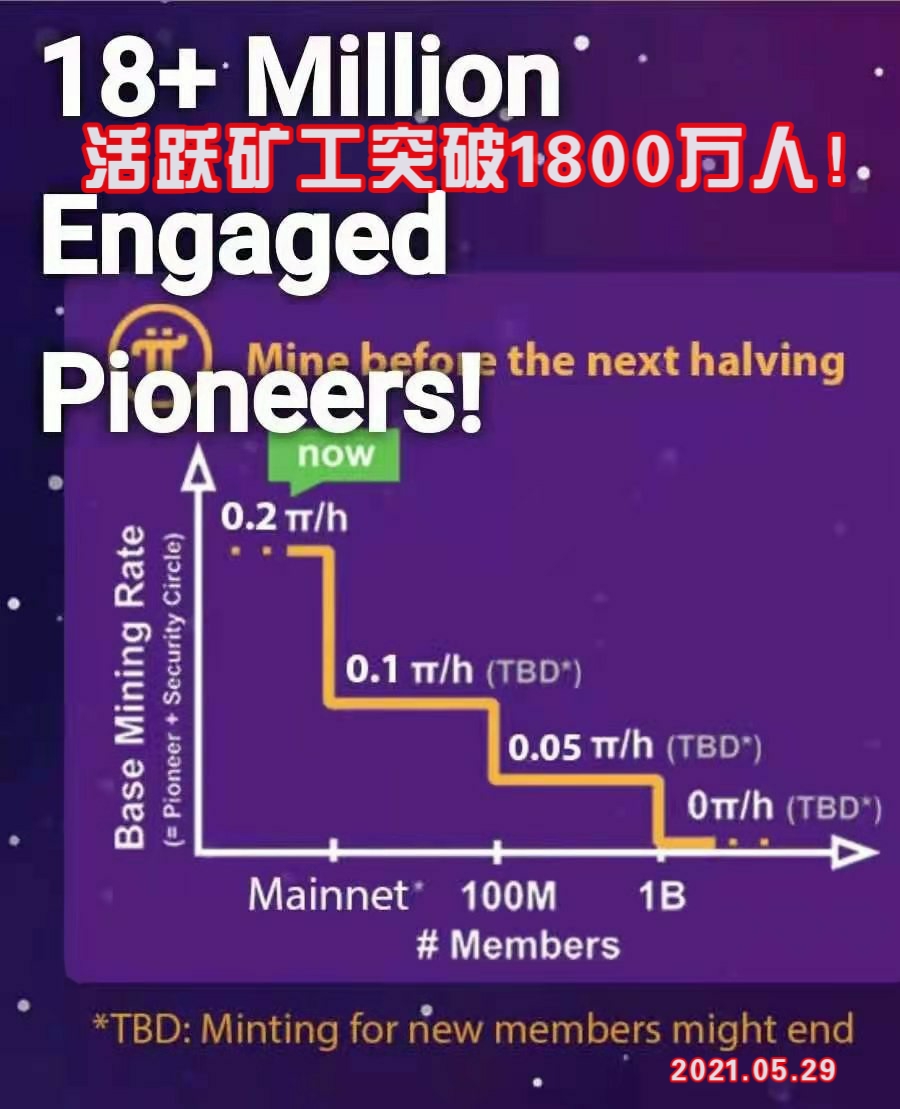 18+ Million
活跃矿工突破1800万人!
Engaged
Mine before the next halving
Pioneers!
now
0.2 π/h
Base Mining Rate
(= Pioneer + Security Circle)
0.1 π/h (TBD*)
0.05 π/h (TBD*)
0π/h (TBD*)
Mainnet* 100M 1B
# Members
*TBD: Minting for new members might end
2021.05.29